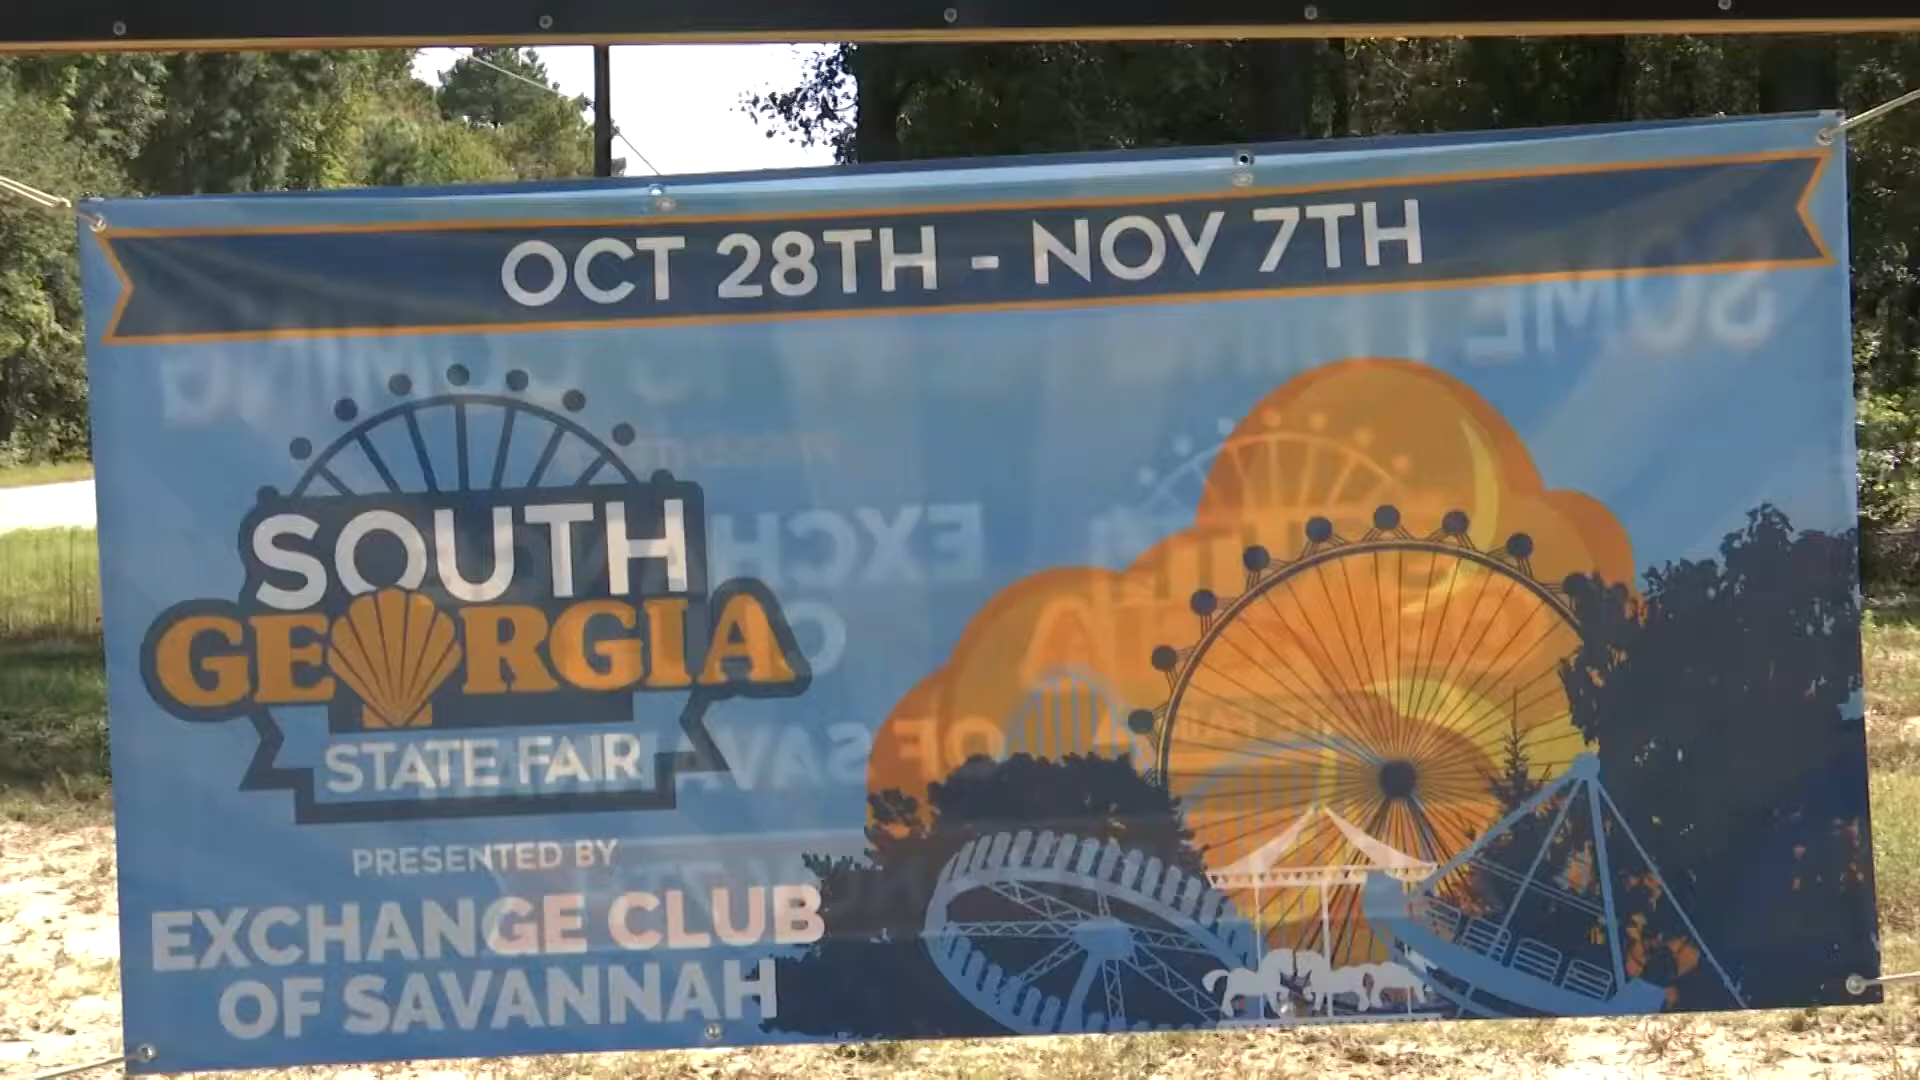 OCT 28TH - NOV 7TH
SOUTH
GEORGIA
STATE FAIR
PRESENTED BY
EXCHANGE CLUB
OF SAVANNAH